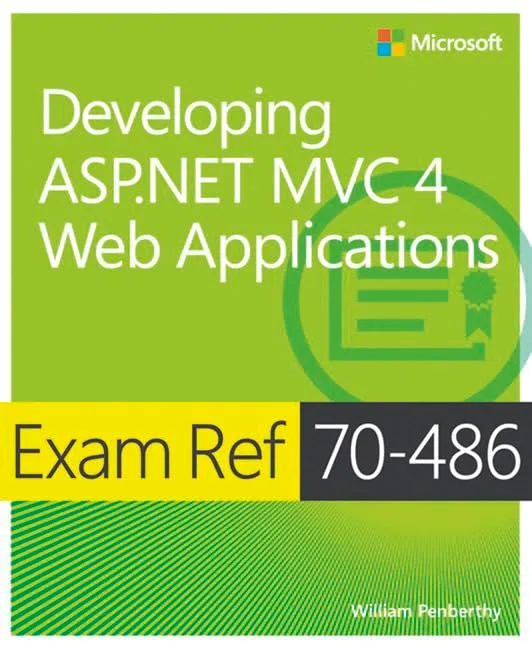 Microsoft
Developing
ASP.NET MVC 4
Web Applications
Exam Ref 70-486
William Penberthy